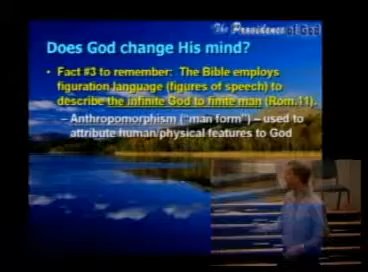 The Providence of God
Does God change His mind?
• Fact #3 to remember: The Bible employs
figuration language (figures of speech) to
describe the infinite God to finite man (Rom.11).
– Anthropomorphism ("man form") – used to
attribute human/physical features to God